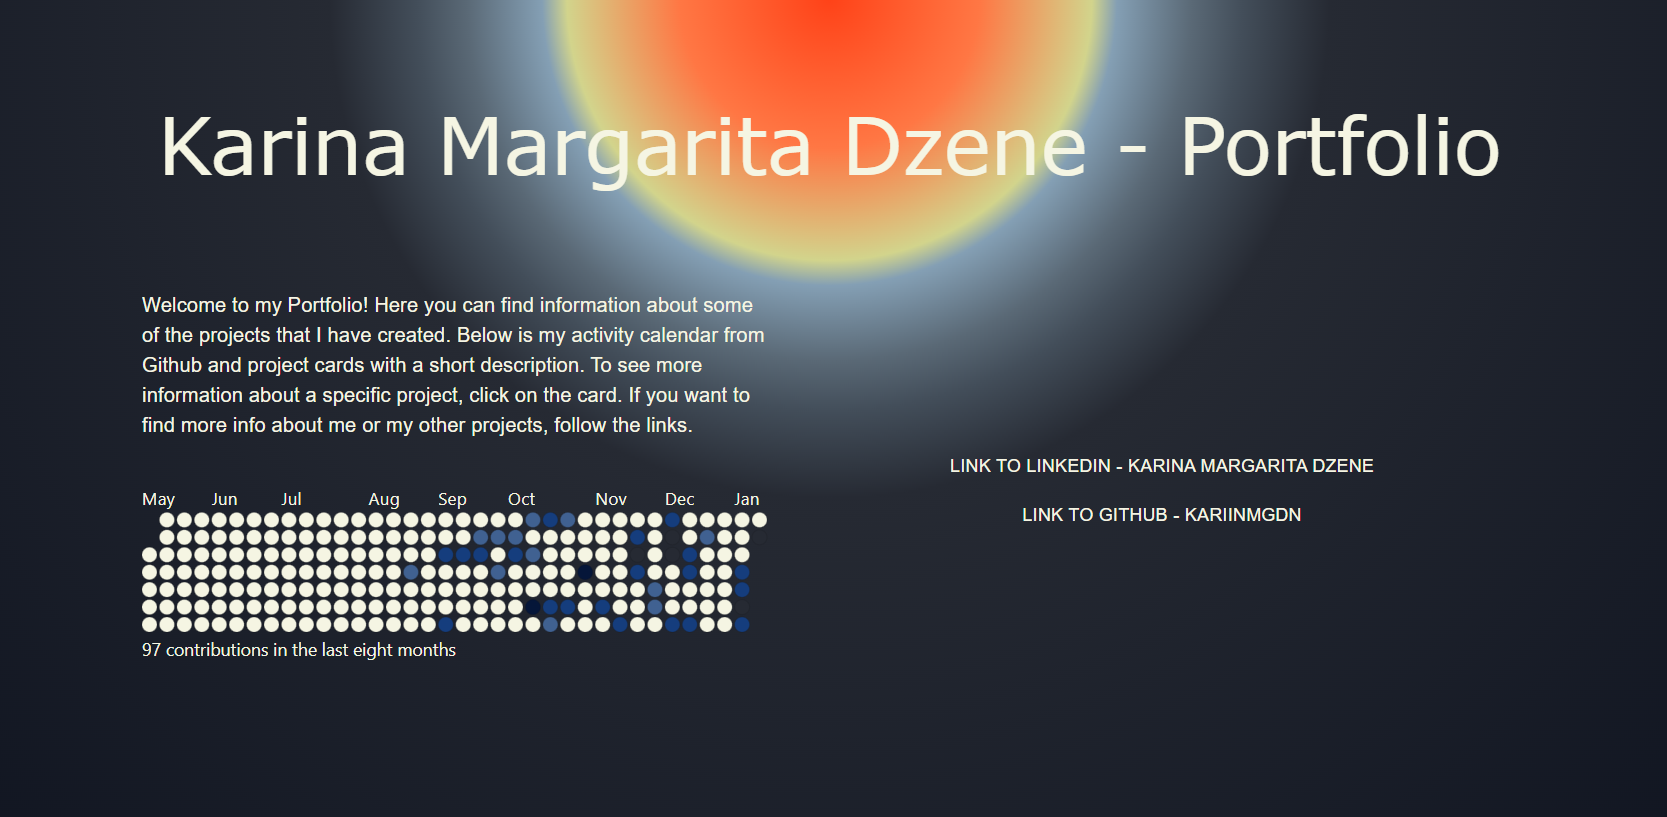 Karina Margarita Dzene - Portfolio
Welcome to my Portfolio! Here you can find information about some
of the projects that I have created. Below is my activity calendar from
Github and project cards with a short description. To see more
information about a specific project, click on the card. If you want to
find more info about me or my other projects, follow the links.
LINK TO LINKEDIN - KARINA MARGARITA DZENE
LINK TO GITHUB - KARIINMGDN
May Jun Jul Aug Sep Oct Nov Dec Jan
97 contributions in the last eight months